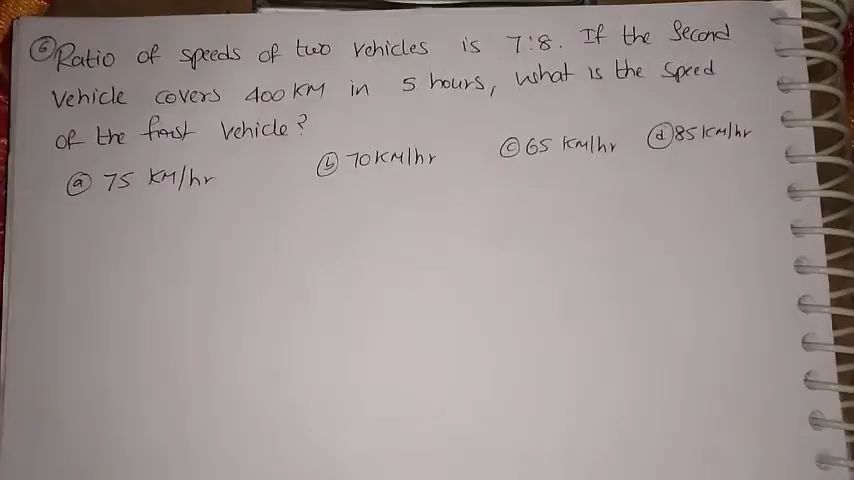 ⑥ Ratio of speeds of two vehicles is 7:8. If the Second
Vehicle covers 400 KM in 5 hours, what is the Speed
of the first vehicle?
ⓐ 75 KM/hr ⓑ 70 KM/hr ⓒ 65 KM/hr ⓓ 85 KM/hr